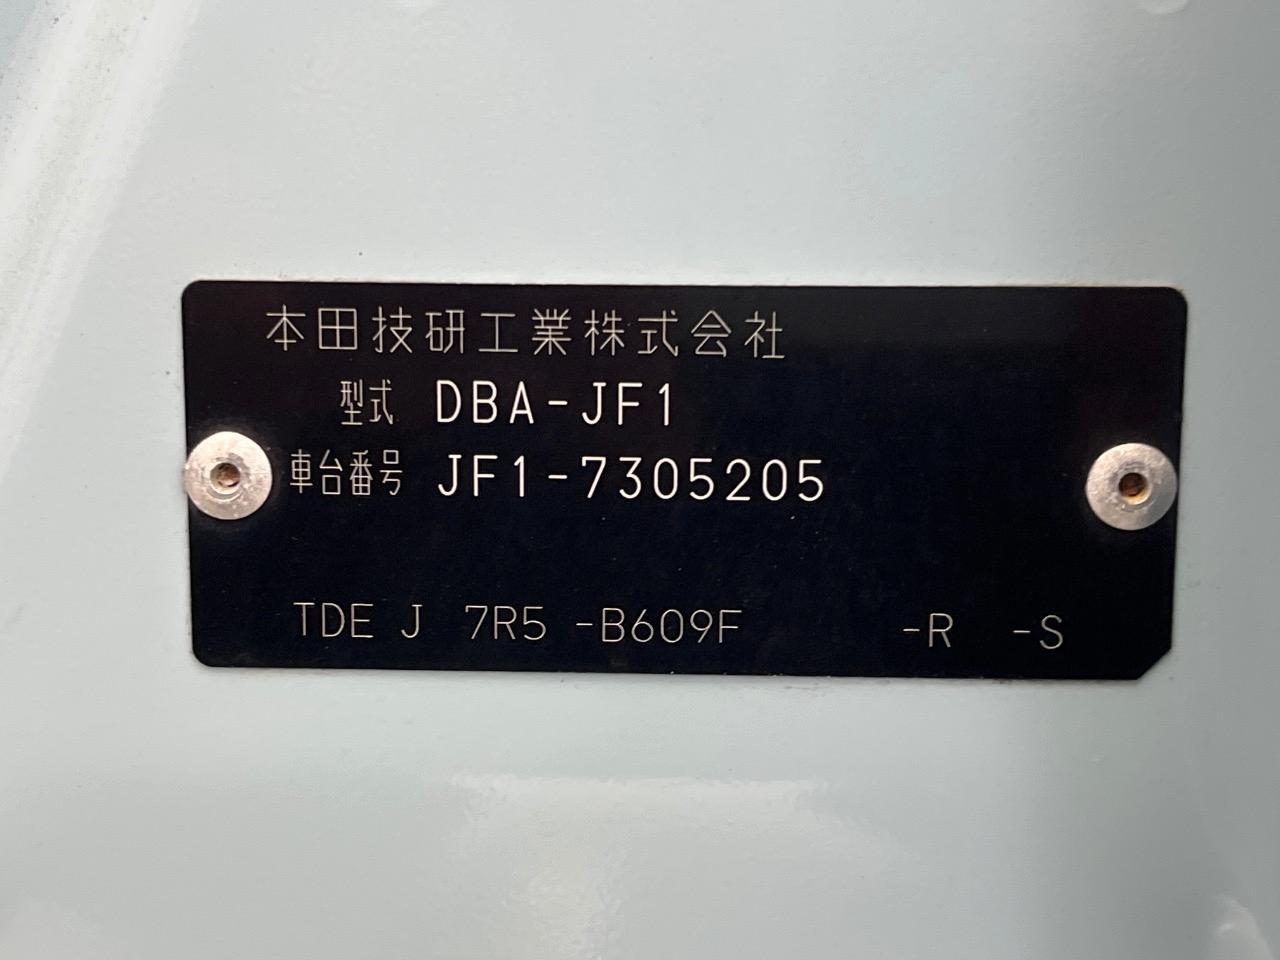 本田技研工業株式会社
型式 DBA-JF1
車台番号 JF1-7305205
TDE J 7R5 -B609F -R -S